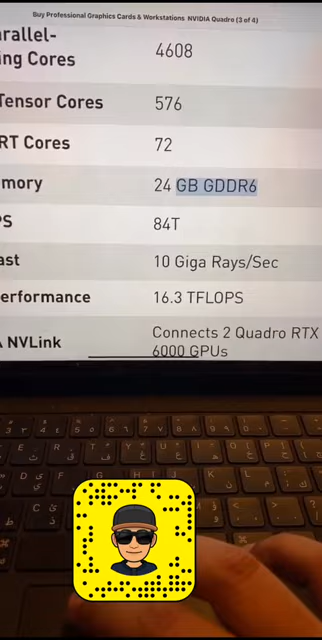 Buy Professional Graphics Cards & Workstations NVIDIA Quadro (3 of 4)
arallel-
ing Cores 4608
Tensor Cores 576
RT Cores 72
mory 24 GB GDDR6
PS 84T
ast 10 Giga Rays/Sec
erformance 16.3 TFLOPS
A NVLink Connects 2 Quadro RTX
6000 GPUs
E R T Y U I O P
D F G H J K L
C